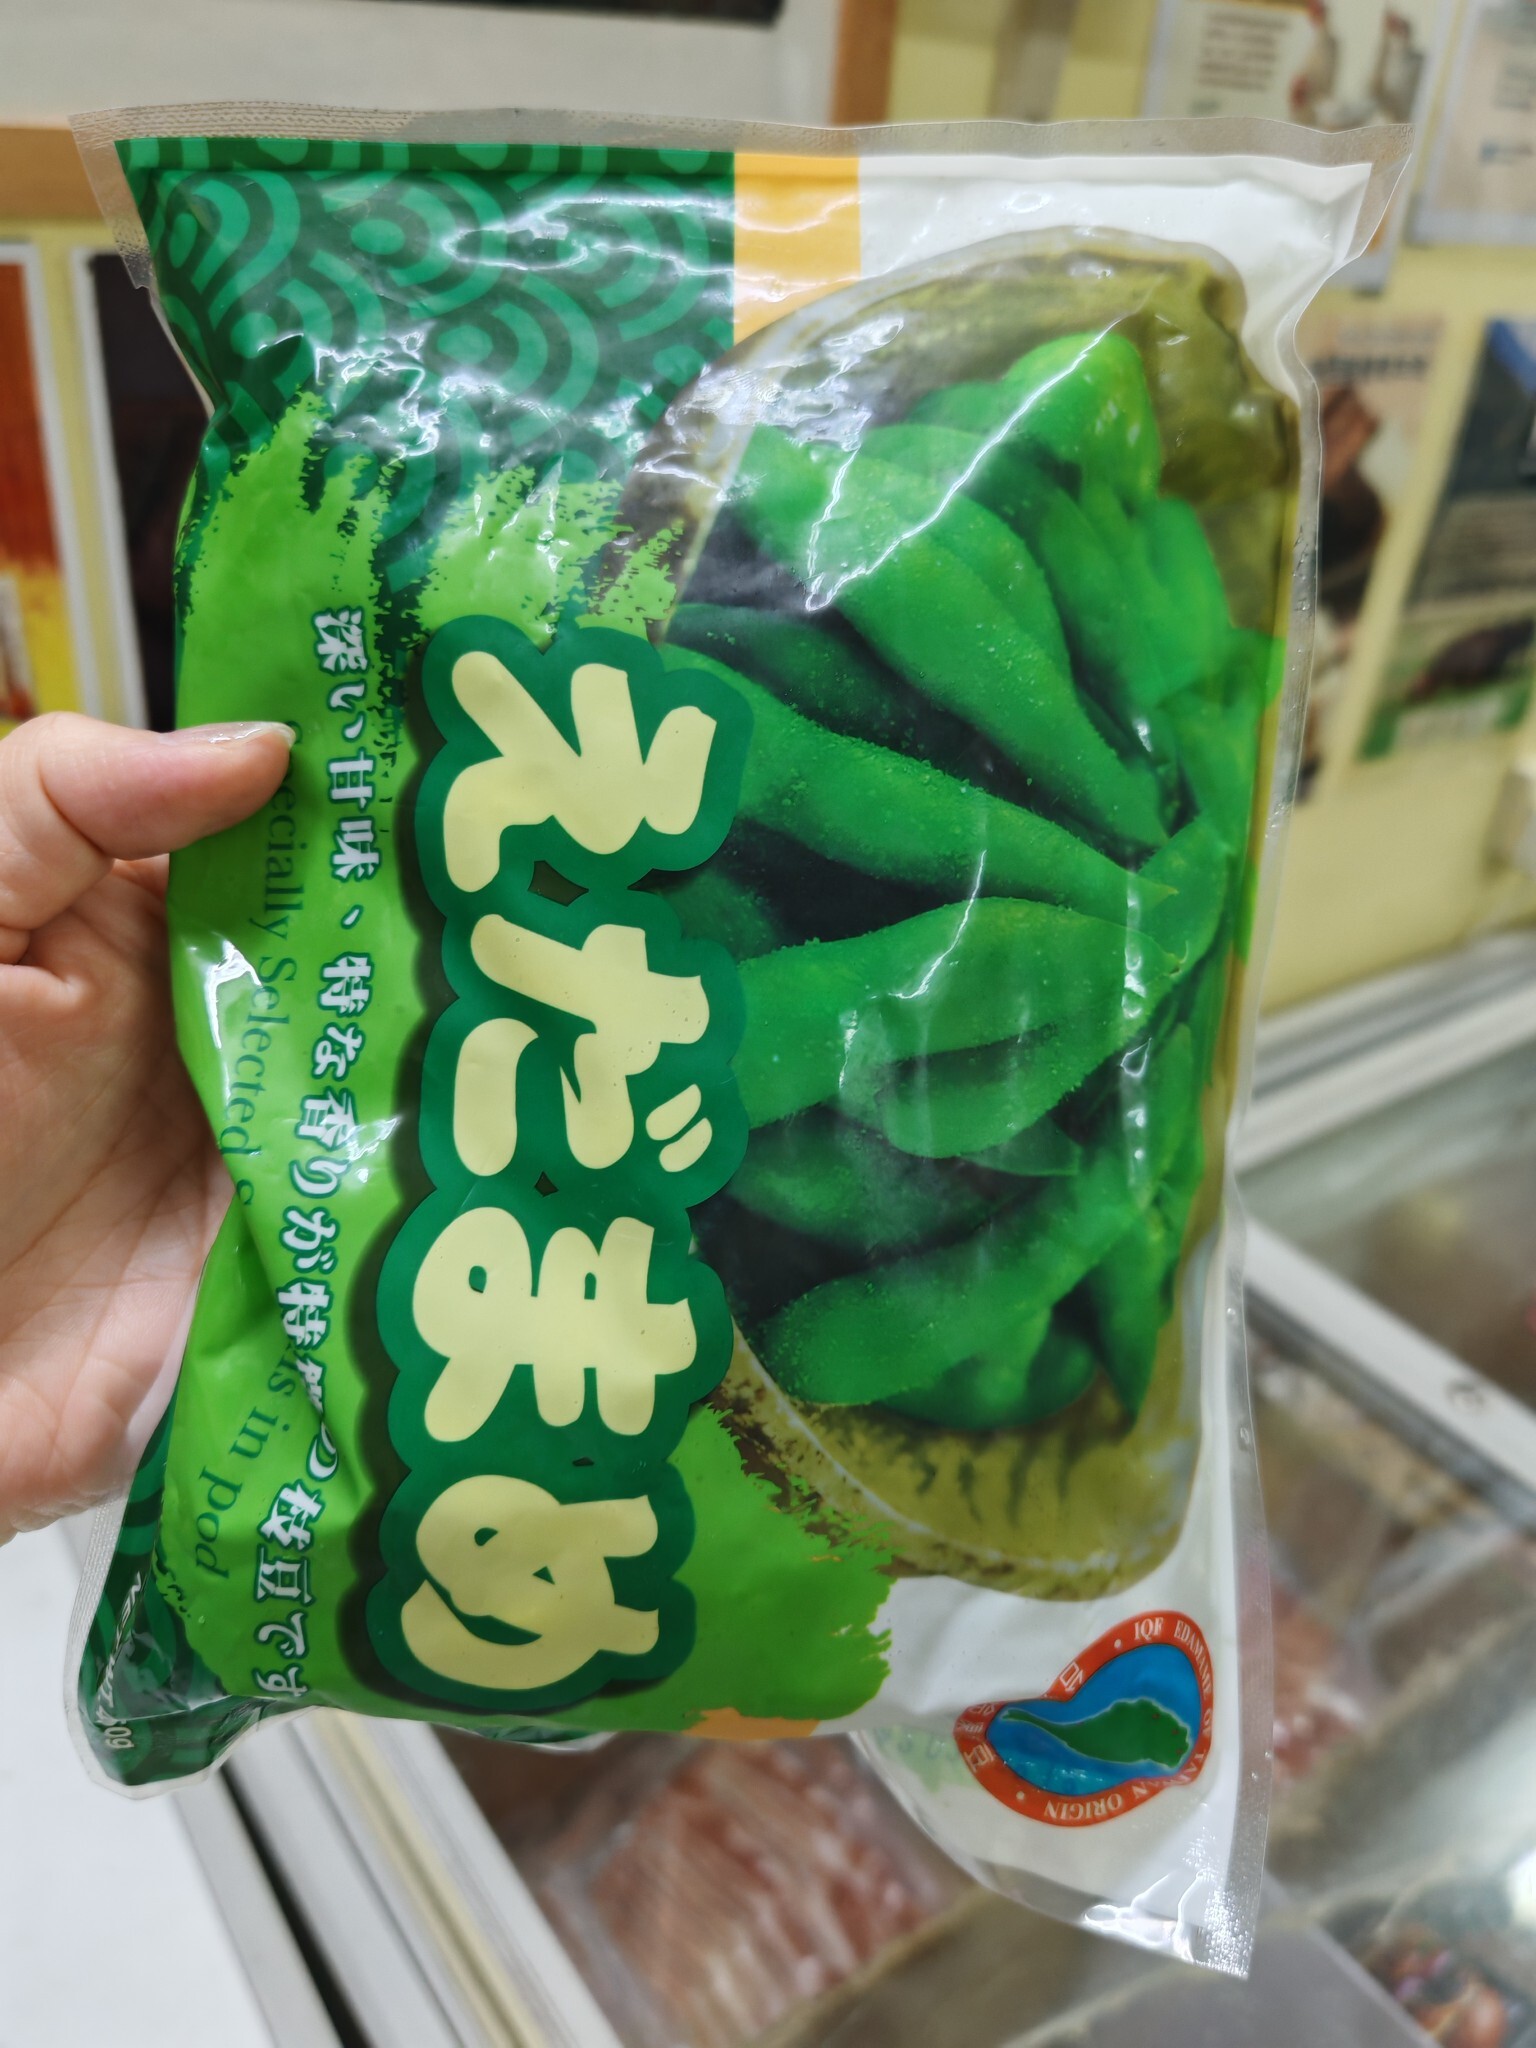 えだまめ
深い甘味、特な香りが特徴の枝豆です
Specially Selected
in pod
IQF EDAMAME OF TAIWAN ORIGIN